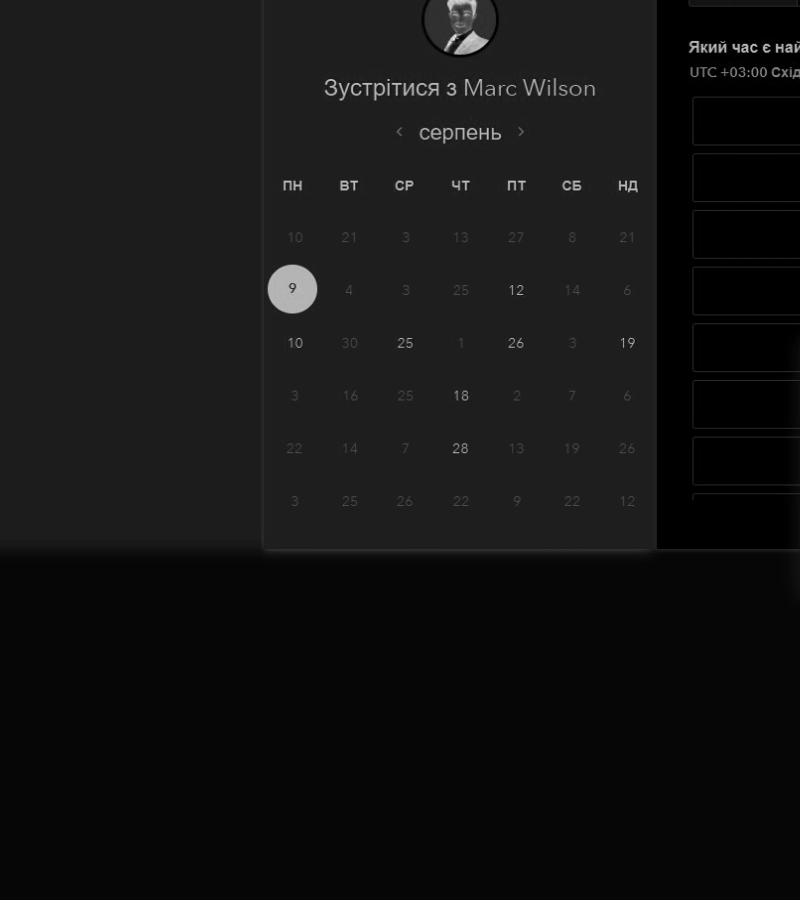 Зустрітися з Marc Wilson
серпень
ПН ВТ СР ЧТ ПТ СБ НД
10 21 3 13 27 8 21
9 4 3 25 12 14 6
10 30 25 1 26 3 19
3 16 25 18 2 7 6
22 14 7 28 13 19 26
3 25 26 22 9 22 12
Який час є най
UTC +03:00 Схід